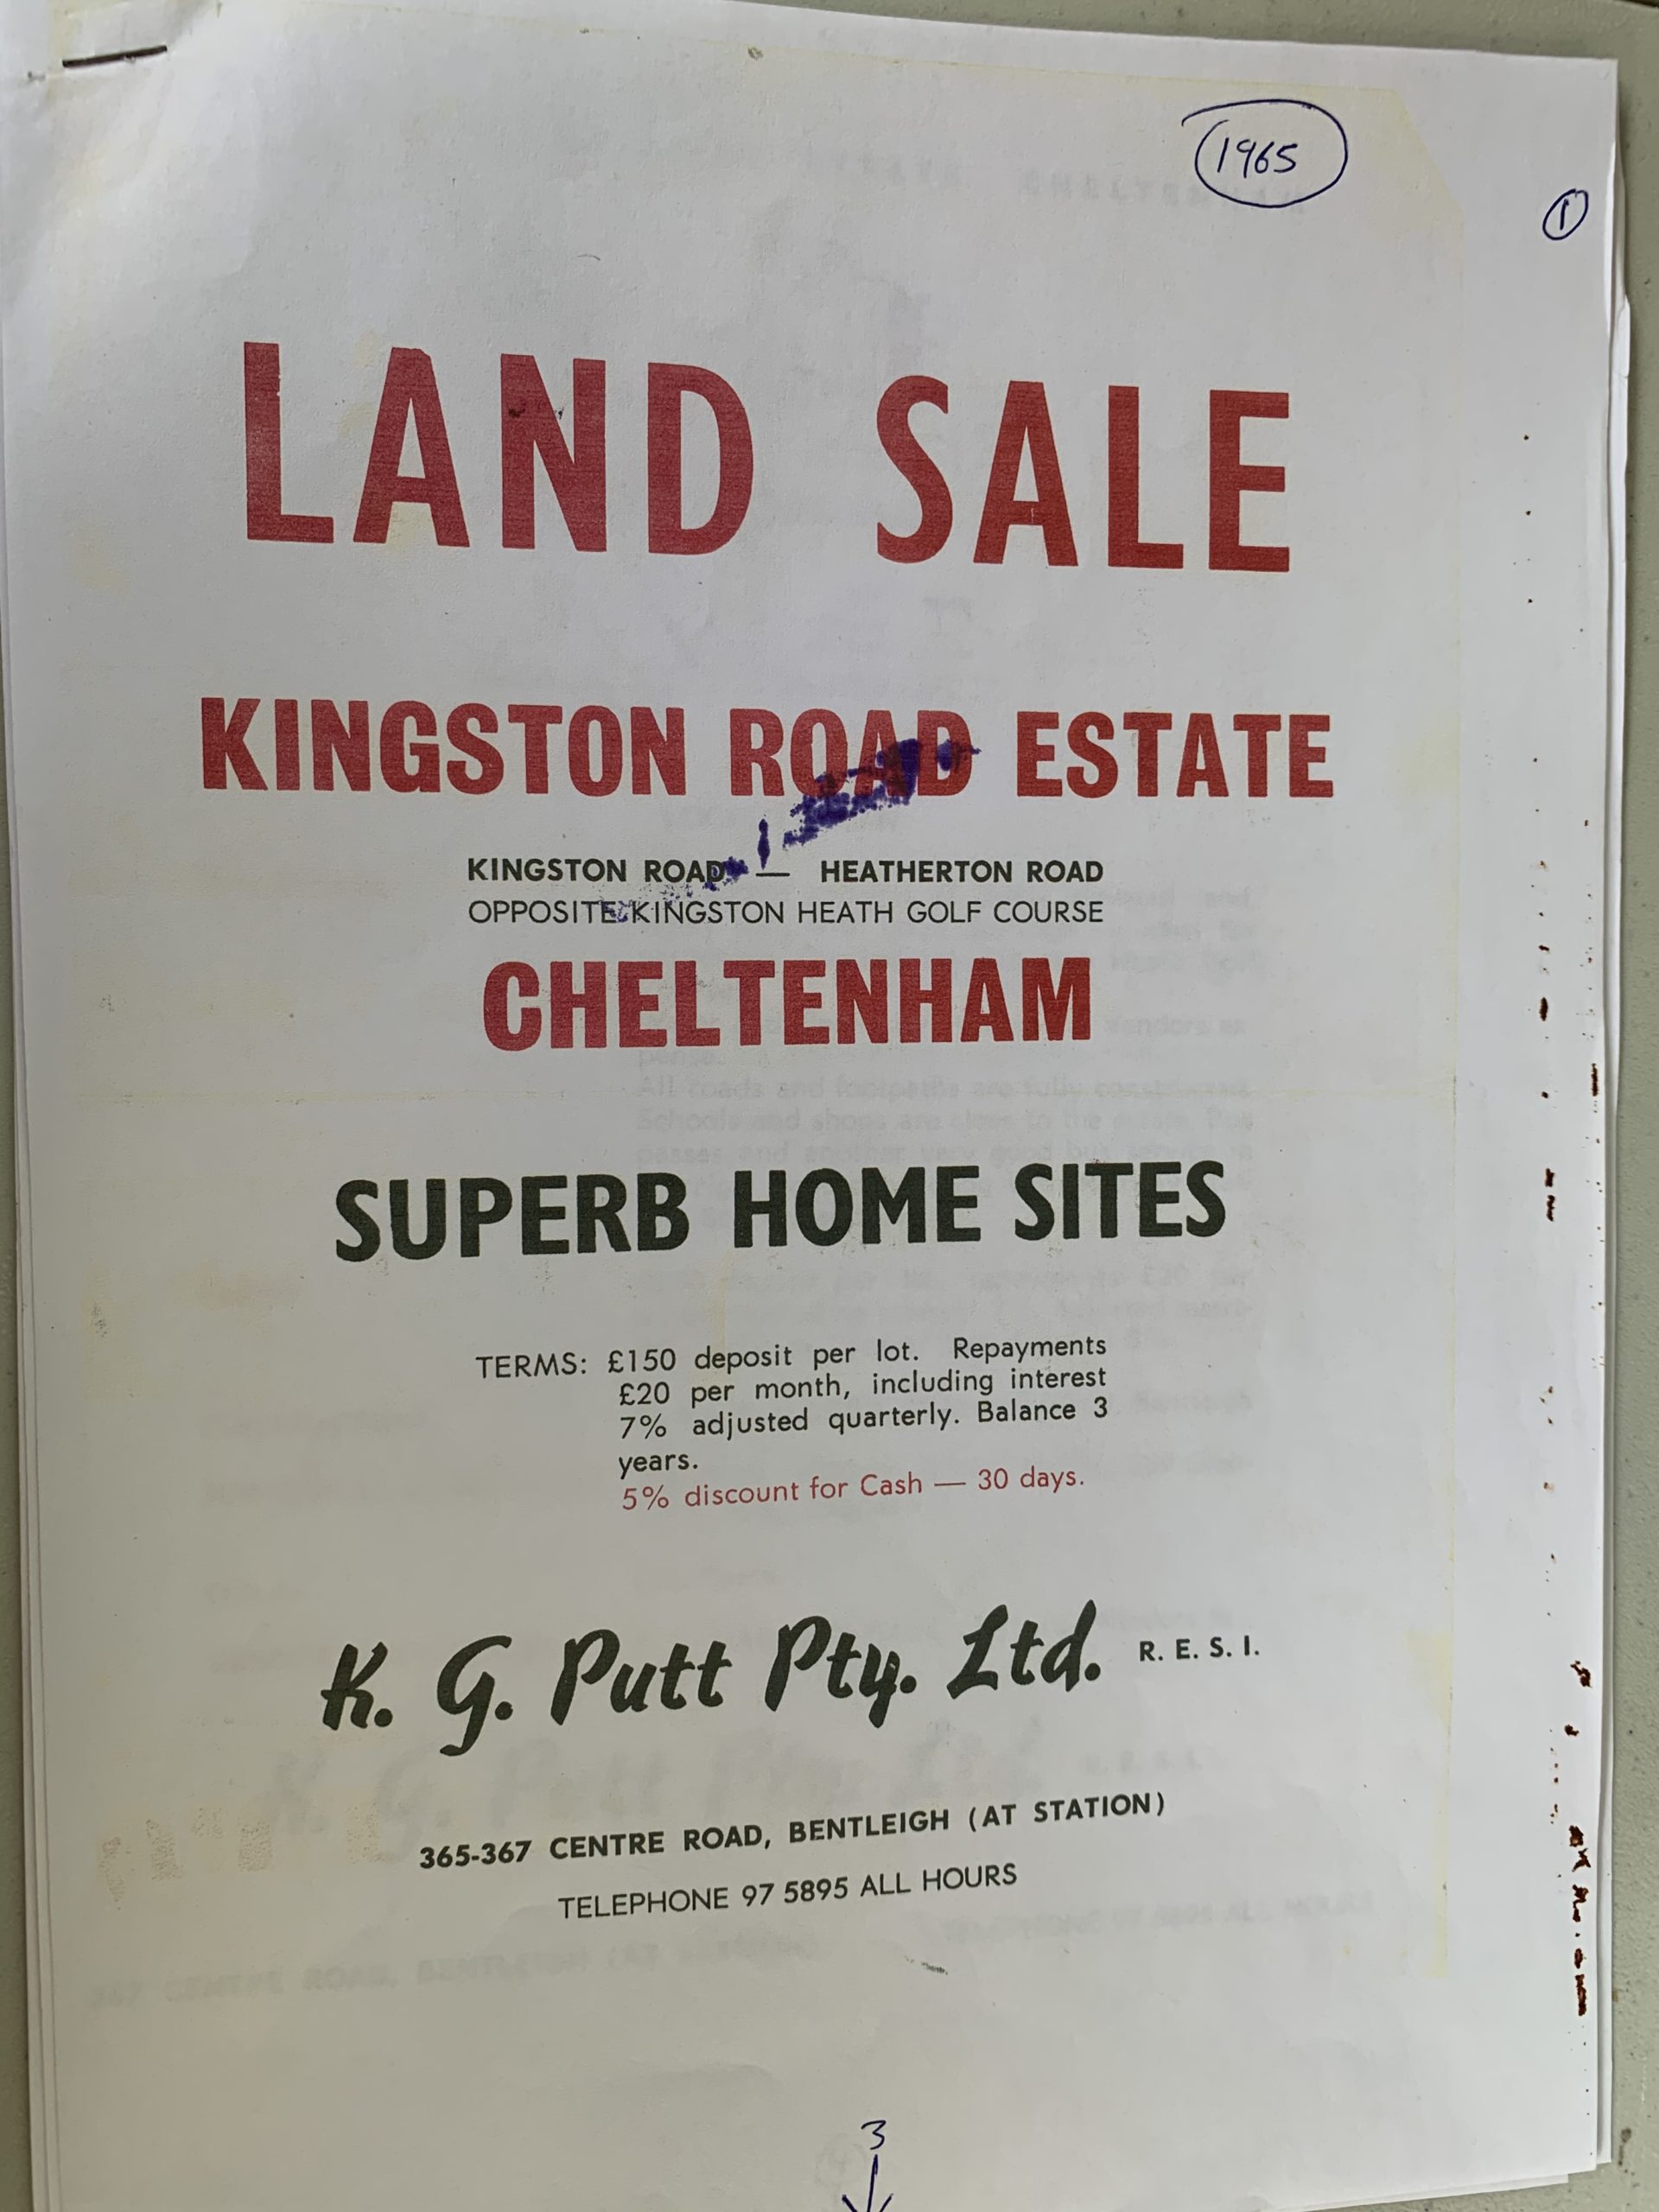 1965
1
LAND SALE
KINGSTON ROAD ESTATE
KINGSTON ROAD — HEATHERTON ROAD
OPPOSITE KINGSTON HEATH GOLF COURSE
CHELTENHAM
SUPERB HOME SITES
TERMS: £150 deposit per lot. Repayments
£20 per month, including interest
7% adjusted quarterly. Balance 3
years.
5% discount for Cash — 30 days.
K. G. Putt Pty. Ltd. R. E. S. I.
365-367 CENTRE ROAD, BENTLEIGH (AT STATION)
TELEPHONE 97 5895 ALL HOURS
3